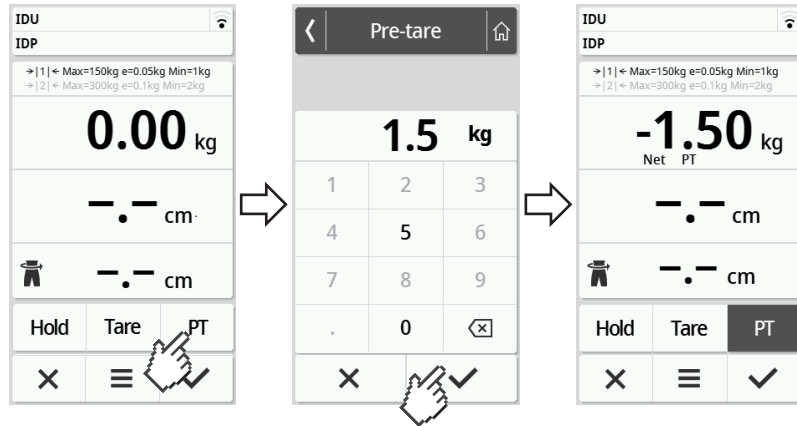 IDU
IDP
→|1|← Max=150kg e=0.05kg Min=1kg
→|2|← Max=300kg e=0.1kg Min=2kg
0.00 kg
–.– cm
–.– cm
Hold Tare PT
Pre-tare
1.5 kg
1 2 3
4 5 6
7 8 9
. 0
IDU
IDP
→|1|← Max=150kg e=0.05kg Min=1kg
→|2|← Max=300kg e=0.1kg Min=2kg
-1.50 kg
Net PT
–.– cm
–.– cm
Hold Tare PT